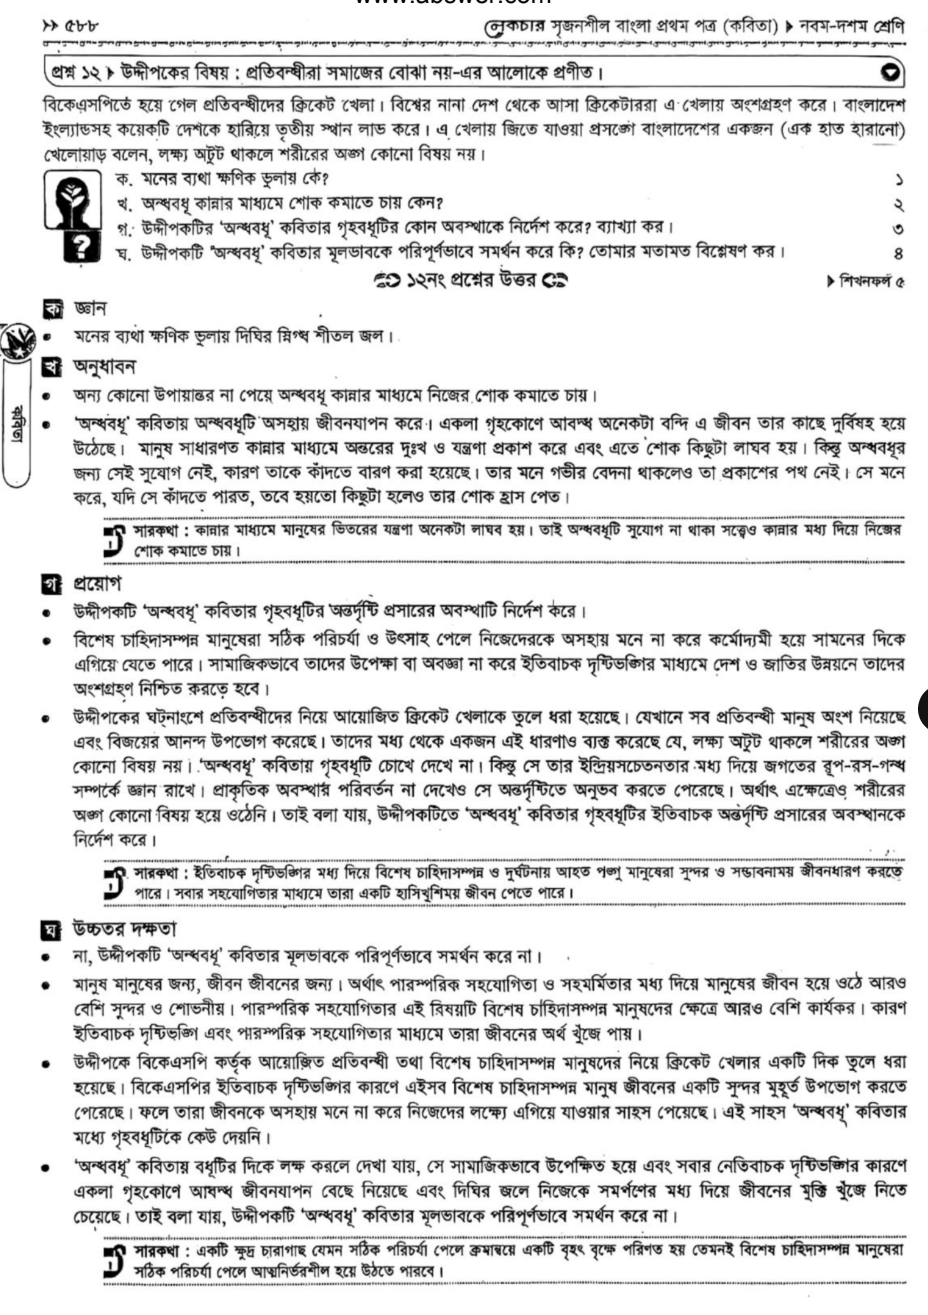 www.abswer.com
>> ৫৮৮
লেকচার সৃজনশীল বাংলা প্রথম পত্র (কবিতা) ▶ নবম-দশম শ্রেণি
প্রশ্ন ১২ ▶ উদ্দীপকের বিষয় : প্রতিবন্ধীরা সমাজের বোঝা নয়-এর আলোকে প্রণীত।
বিকেএসপিতে হয়ে গেল প্রতিবন্ধীদের ক্রিকেট খেলা। বিশ্বের নানা দেশ থেকে আসা ক্রিকেটাররা এ খেলায় অংশগ্রহণ করে। বাংলাদেশ
ইংল্যান্ডসহ কয়েকটি দেশকে হারিয়ে তৃতীয় স্থান লাভ করে। এ খেলায় জিতে যাওয়া প্রসঙ্গে বাংলাদেশের একজন (এক হাত হারানো)
খেলোয়াড় বলেন, লক্ষ্য অটুট থাকলে শরীরের অঙ্গ কোনো বিষয় নয়।
ক. মনের ব্যথা ক্ষণিক ভুলায় কে? ১
খ. অন্ধবধূ কান্নার মাধ্যমে শোক কমাতে চায় কেন? ২
গ. উদ্দীপকটির 'অন্ধবধূ' কবিতার গৃহবধূটির কোন অবস্থাকে নির্দেশ করে? ব্যাখ্যা কর। ৩
ঘ. উদ্দীপকটি 'অন্ধবধূ' কবিতার মূলভাবকে পরিপূর্ণভাবে সমর্থন করে কি? তোমার মতামত বিশ্লেষণ কর। ৪
১২নং প্রশ্নের উত্তর
▶ শিখনফল ৫
ক জ্ঞান
● মনের ব্যথা ক্ষণিক ভুলায় দিঘির স্নিগ্ধ শীতল জল।
খ অনুধাবন
● অন্য কোনো উপায়ান্তর না পেয়ে অন্ধবধূ কান্নার মাধ্যমে নিজের শোক কমাতে চায়।
● 'অন্ধবধূ' কবিতায় অন্ধবধূটি অসহায় জীবনযাপন করে। একলা গৃহকোণে আবদ্ধ অনেকটা বন্দি এ জীবন তার কাছে দুর্বিষহ হয়ে
উঠেছে। মানুষ সাধারণত কান্নার মাধ্যমে অন্তরের দুঃখ ও যন্ত্রণা প্রকাশ করে এবং এতে শোক কিছুটা লাঘব হয়। কিন্তু অন্ধবধূর
জন্য সেই সুযোগ নেই, কারণ তাকে কাঁদতে বারণ করা হয়েছে। তার মনে গভীর বেদনা থাকলেও তা প্রকাশের পথ নেই। সে মনে
করে, যদি সে কাঁদতে পারত, তবে হয়তো কিছুটা হলেও তার শোক হ্রাস পেত।
সারকথা : কান্নার মাধ্যমে মানুষের ভিতরের যন্ত্রণা অনেকটা লাঘব হয়। তাই অন্ধবধূটি সুযোগ না থাকা সত্ত্বেও কান্নার মধ্য দিয়ে নিজের
শোক কমাতে চায়।
কবিতা
গ প্রয়োগ
● উদ্দীপকটি 'অন্ধবধূ' কবিতার গৃহবধূটির অন্তর্দৃষ্টি প্রসারের অবস্থাটি নির্দেশ করে।
● বিশেষ চাহিদাসম্পন্ন মানুষেরা সঠিক পরিচর্যা ও উৎসাহ পেলে নিজেদেরকে অসহায় মনে না করে কর্মোদ্যমী হয়ে সামনের দিকে
এগিয়ে যেতে পারে। সামাজিকভাবে তাদের উপেক্ষা বা অবজ্ঞা না করে ইতিবাচক দৃষ্টিভঙ্গির মাধ্যমে দেশ ও জাতির উন্নয়নে তাদের
অংশগ্রহণ নিশ্চিত করতে হবে।
● উদ্দীপকের ঘটনাংশে প্রতিবন্ধীদের নিয়ে আয়োজিত ক্রিকেট খেলাকে তুলে ধরা হয়েছে। যেখানে সব প্রতিবন্ধী মানুষ অংশ নিয়েছে
এবং বিজয়ের আনন্দ উপভোগ করেছে। তাদের মধ্য থেকে একজন এই ধারণাও ব্যক্ত করেছে যে, লক্ষ্য অটুট থাকলে শরীরের অঙ্গ
কোনো বিষয় নয়। 'অন্ধবধূ' কবিতায় গৃহবধূটি চোখে দেখে না। কিন্তু সে তার ইন্দ্রিয়সচেতনতার মধ্য দিয়ে জগতের রূপ-রস-গন্ধ
সম্পর্কে জ্ঞান রাখে। প্রাকৃতিক অবস্থার পরিবর্তন না দেখেও সে অন্তর্দৃষ্টিতে অনুভব করতে পেরেছে। অর্থাৎ এক্ষেত্রেও শরীরের
অঙ্গ কোনো বিষয় হয়ে ওঠেনি। তাই বলা যায়, উদ্দীপকটিতে 'অন্ধবধূ' কবিতার গৃহবধূটির ইতিবাচক অন্তর্দৃষ্টি প্রসারের অবস্থানকে
নির্দেশ করে।
সারকথা : ইতিবাচক দৃষ্টিভঙ্গির মধ্য দিয়ে বিশেষ চাহিদাসম্পন্ন ও দুর্ঘটনায় আহত পঙ্গু মানুষেরা সুন্দর ও সম্ভাবনাময় জীবনধারণ করতে
পারে। সবার সহযোগিতার মাধ্যমে তারা একটি হাসিখুশিময় জীবন পেতে পারে।
ঘ উচ্চতর দক্ষতা
● না, উদ্দীপকটি 'অন্ধবধূ' কবিতার মূলভাবকে পরিপূর্ণভাবে সমর্থন করে না।
● মানুষ মানুষের জন্য, জীবন জীবনের জন্য। অর্থাৎ পারস্পরিক সহযোগিতা ও সহমর্মিতার মধ্য দিয়ে মানুষের জীবন হয়ে ওঠে আরও
বেশি সুন্দর ও শোভনীয়। পারস্পরিক সহযোগিতার এই বিষয়টি বিশেষ চাহিদাসম্পন্ন মানুষদের ক্ষেত্রে আরও বেশি কার্যকর। কারণ
ইতিবাচক দৃষ্টিভঙ্গি এবং পারস্পরিক সহযোগিতার মাধ্যমে তারা জীবনের অর্থ খুঁজে পায়।
● উদ্দীপকে বিকেএসপি কর্তৃক আয়োজিত প্রতিবন্ধী তথা বিশেষ চাহিদাসম্পন্ন মানুষদের নিয়ে ক্রিকেট খেলার একটি দিক তুলে ধরা
হয়েছে। বিকেএসপির ইতিবাচক দৃষ্টিভঙ্গির কারণে এইসব বিশেষ চাহিদাসম্পন্ন মানুষ জীবনের একটি সুন্দর মুহূর্ত উপভোগ করতে
পেরেছে। ফলে তারা জীবনকে অসহায় মনে না করে নিজেদের লক্ষ্যে এগিয়ে যাওয়ার সাহস পেয়েছে। এই সাহস 'অন্ধবধূ' কবিতার
মধ্যে গৃহবধূটিকে কেউ দেয়নি।
● 'অন্ধবধূ' কবিতায় বধূটির দিকে লক্ষ করলে দেখা যায়, সে সামাজিকভাবে উপেক্ষিত হয়ে এবং সবার নেতিবাচক দৃষ্টিভঙ্গির কারণে
একলা গৃহকোণে আবদ্ধ জীবনযাপন বেছে নিয়েছে এবং দিঘির জলে নিজেকে সমর্পণের মধ্য দিয়ে জীবনের মুক্তি খুঁজে নিতে
চেয়েছে। তাই বলা যায়, উদ্দীপকটি 'অন্ধবধূ' কবিতার মূলভাবকে পরিপূর্ণভাবে সমর্থন করে না।
সারকথা : একটি ক্ষুদ্র চারাগাছ যেমন সঠিক পরিচর্যা পেলে ক্রমান্বয়ে একটি বৃহৎ বৃক্ষে পরিণত হয় তেমনই বিশেষ চাহিদাসম্পন্ন মানুষেরা
সঠিক পরিচর্যা পেলে আত্মনির্ভরশীল হয়ে উঠতে পারবে।